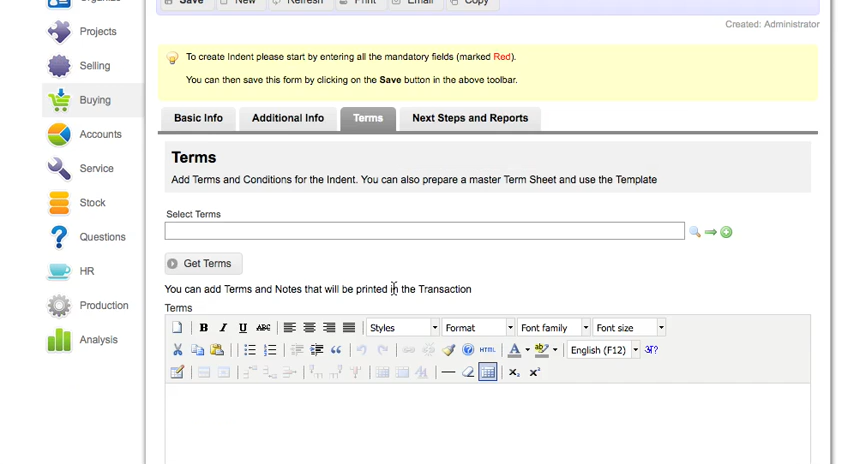 Save New Refresh Print Email Copy
Created: Administrator
Projects
Selling
Buying
Accounts
Service
Stock
Questions
HR
Production
Analysis
To create Indent please start by entering all the mandatory fields (marked Red).
You can then save this form by clicking on the Save button in the above toolbar.
Basic Info Additional Info Terms Next Steps and Reports
Terms
Add Terms and Conditions for the Indent. You can also prepare a master Term Sheet and use the Template
Select Terms
Get Terms
You can add Terms and Notes that will be printed in the Transaction
Terms
B I U ABC Styles Format Font family Font size
HTML A ab English (F12) अ?
x₂ x²